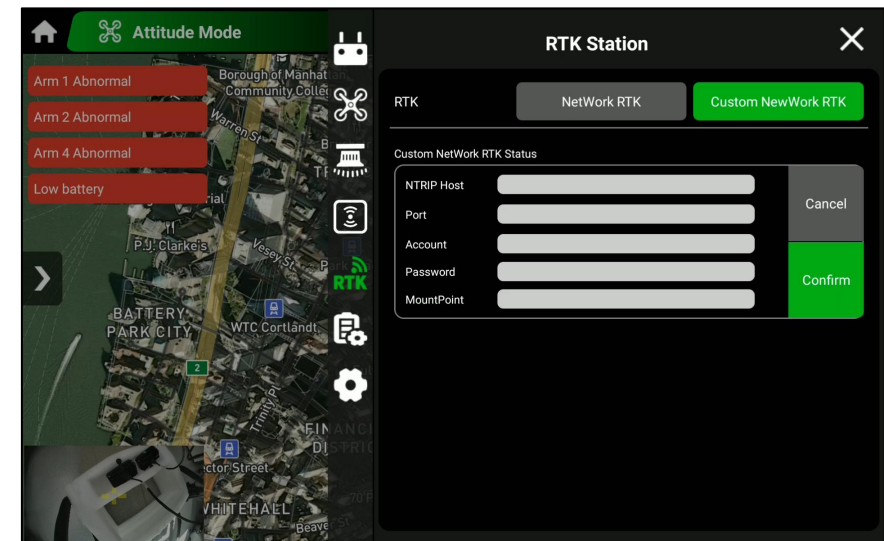 Attitude Mode
Arm 1 Abnormal
Arm 2 Abnormal
Arm 4 Abnormal
Low battery
Borough of Manhattan
Community Colle
Warren St
P.J. Clarke's
Vesey St
BATTERY
PARK CITY
WTC Cortlandt
2
Trinity Pl
FINANCI
DISTRIC
ector Street
WHITEHALL
Beaver
RTK
RTK Station
RTK
NetWork RTK
Custom NewWork RTK
Custom NetWork RTK Status
NTRIP Host
Port
Account
Password
MountPoint
Cancel
Confirm